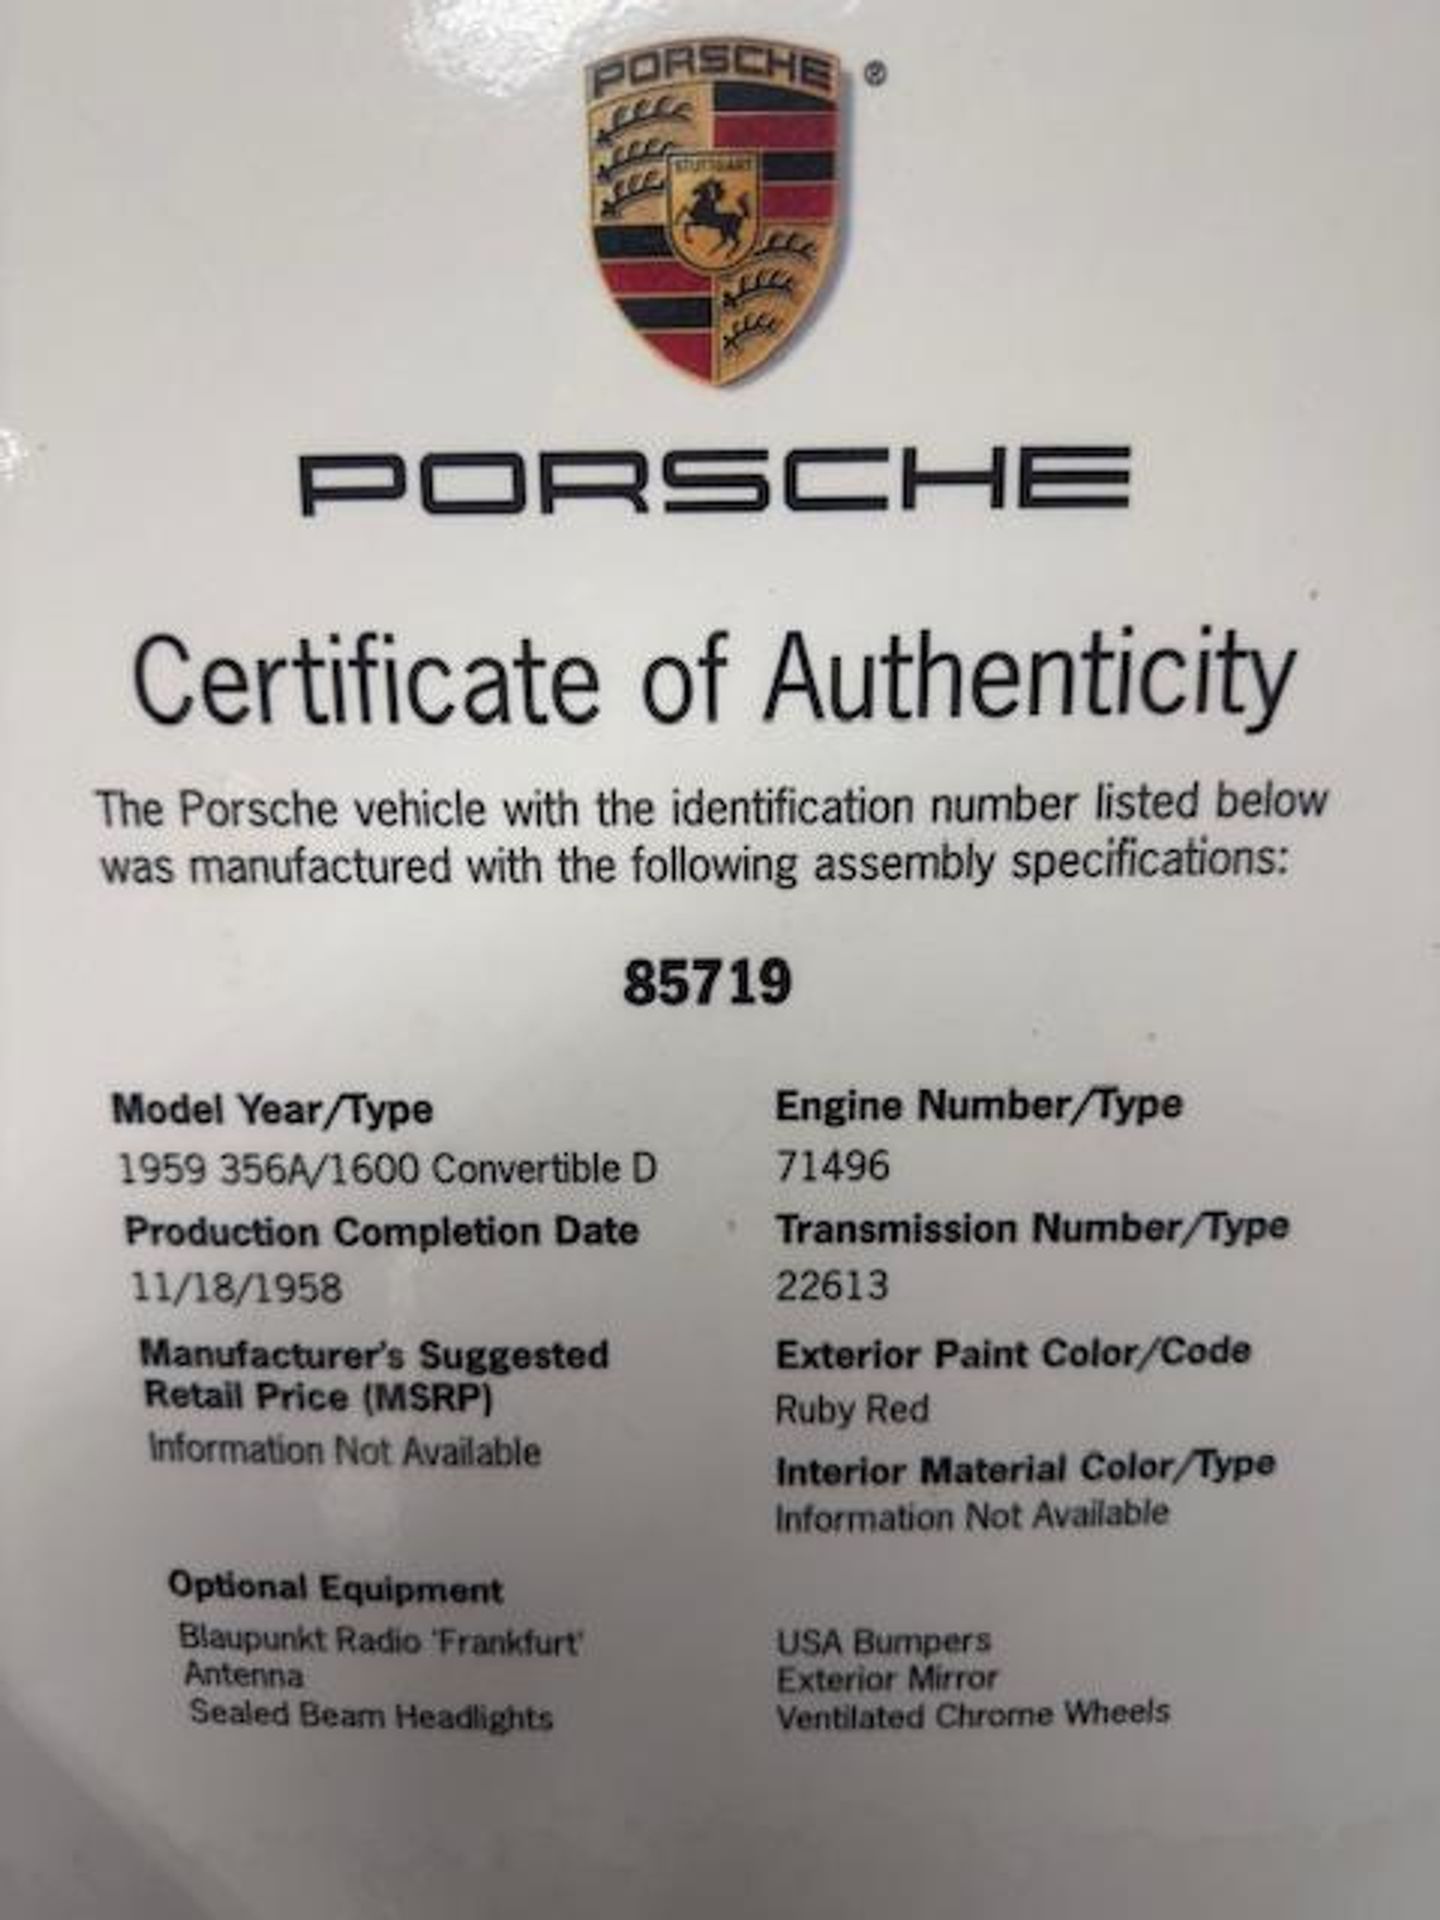 PORSCHE ®
STUTTGART
PORSCHE
Certificate of Authenticity
The Porsche vehicle with the identification number listed below
was manufactured with the following assembly specifications:
85719
Model Year/Type
1959 356A/1600 Convertible D
Production Completion Date
11/18/1958
Manufacturer's Suggested
Retail Price (MSRP)
Information Not Available
Engine Number/Type
71496
Transmission Number/Type
22613
Exterior Paint Color/Code
Ruby Red
Interior Material Color/Type
Information Not Available
Optional Equipment
Blaupunkt Radio 'Frankfurt'
Antenna
Sealed Beam Headlights
USA Bumpers
Exterior Mirror
Ventilated Chrome Wheels